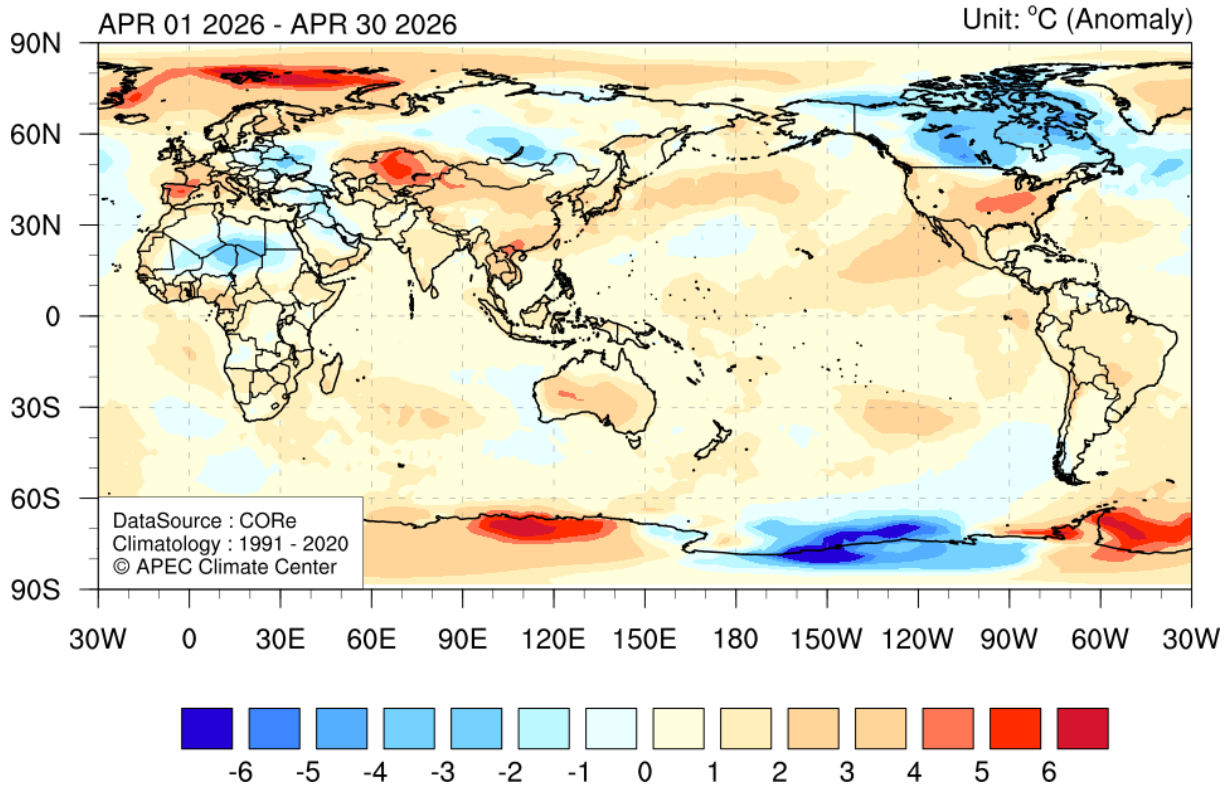 APR 01 2026 - APR 30 2026
Unit: °C (Anomaly)
90N
60N
30N
0
30S
60S
90S
DataSource : CORe
Climatology : 1991 - 2020
© APEC Climate Center
30W 0 30E 60E 90E 120E 150E 180 150W 120W 90W 60W 30W
-6 -5 -4 -3 -2 -1 0 1 2 3 4 5 6